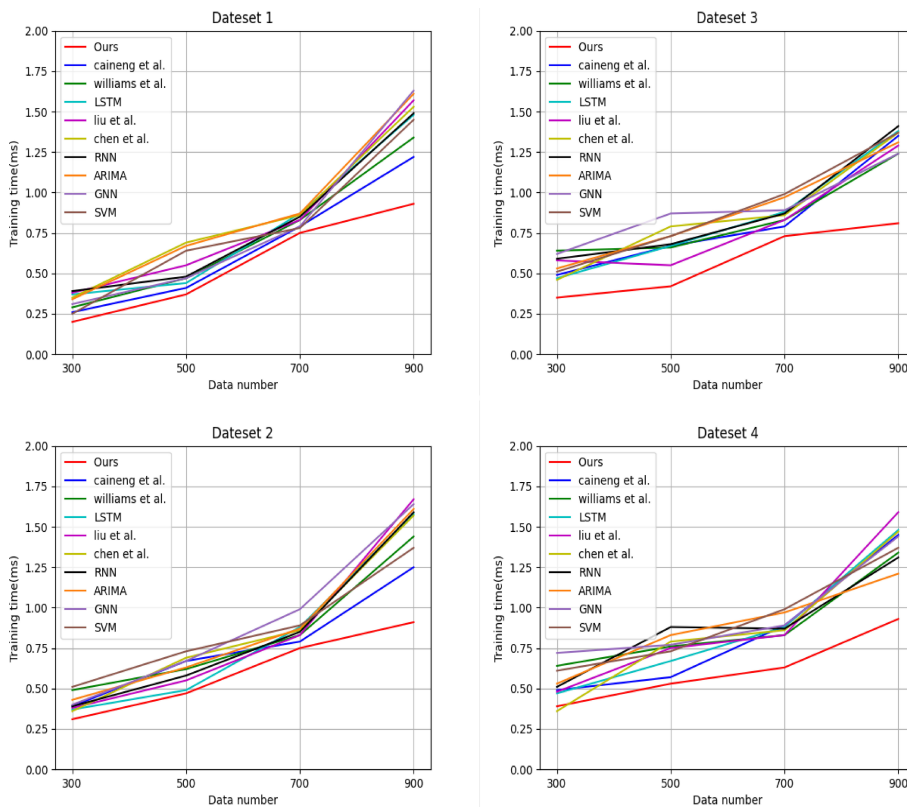 Dateset 1
Training time(ms)
2.00
1.75
1.50
1.25
1.00
0.75
0.50
0.25
0.00
Ours
caineng et al.
williams et al.
LSTM
liu et al.
chen et al.
RNN
ARIMA
GNN
SVM
300 500 700 900
Data number
Dateset 3
Training time(ms)
2.00
1.75
1.50
1.25
1.00
0.75
0.50
0.25
0.00
Ours
caineng et al.
williams et al.
LSTM
liu et al.
chen et al.
RNN
ARIMA
GNN
SVM
300 500 700 900
Data number
Dateset 2
Training time(ms)
2.00
1.75
1.50
1.25
1.00
0.75
0.50
0.25
0.00
Ours
caineng et al.
williams et al.
LSTM
liu et al.
chen et al.
RNN
ARIMA
GNN
SVM
300 500 700 900
Data number
Dateset 4
Training time(ms)
2.00
1.75
1.50
1.25
1.00
0.75
0.50
0.25
0.00
Ours
caineng et al.
williams et al.
LSTM
liu et al.
chen et al.
RNN
ARIMA
GNN
SVM
300 500 700 900
Data number